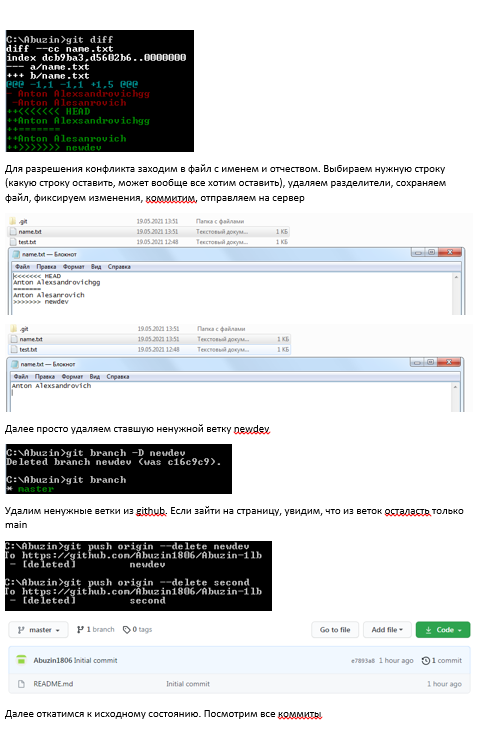 C:\Abuzin>git diff
diff --cc name.txt
index dcb9ba3,d5602b6..0000000
--- a/name.txt
+++ b/name.txt
@@@ -1,1 -1,1 +1,5 @@@
- Anton Alexsandrovichgg
 -Anton Alesanrovich
++<<<<<<< HEAD
 +Anton Alexsandrovichgg
++=======
+ Anton Alesanrovich
++>>>>>>> newdev
Для разрешения конфликта заходим в файл с именем и отчеством. Выбираем нужную строку
(какую строку оставить, может вообще все хотим оставить), удаляем разделители, сохраняем
файл, фиксируем изменения, коммитим, отправляем на сервер
.git 19.05.2021 13:51 Папка с файлами
name.txt 19.05.2021 13:51 Текстовый докум... 1 КБ
test.txt 19.05.2021 12:48 Текстовый докум... 1 КБ
name.txt — Блокнот
Файл Правка Формат Вид Справка
<<<<<<< HEAD
Anton Alexsandrovichgg
=======
Anton Alesanrovich
>>>>>>> newdev
.git 19.05.2021 13:51 Папка с файлами
name.txt 19.05.2021 13:51 Текстовый докум... 1 КБ
test.txt 19.05.2021 12:48 Текстовый докум... 1 КБ
name.txt — Блокнот
Файл Правка Формат Вид Справка
Anton Alexsandrovich
Далее просто удаляем ставшую ненужной ветку newdev
C:\Abuzin>git branch -D newdev
Deleted branch newdev (was c16c9c9).
C:\Abuzin>git branch
* master
Удалим ненужные ветки из github. Если зайти на страницу, увидим, что из веток осталасть только
main
C:\Abuzin>git push origin --delete newdev
To https://github.com/Abuzin1806/Abuzin-1lb
 - [deleted] newdev
C:\Abuzin>git push origin --delete second
To https://github.com/Abuzin1806/Abuzin-1lb
 - [deleted] second
master 1 branch 0 tags Go to file Add file Code
Abuzin1806 Initial commit e7893a8 1 hour ago 1 commit
README.md Initial commit 1 hour ago
Далее откатимся к исходному состоянию. Посмотрим все коммиты